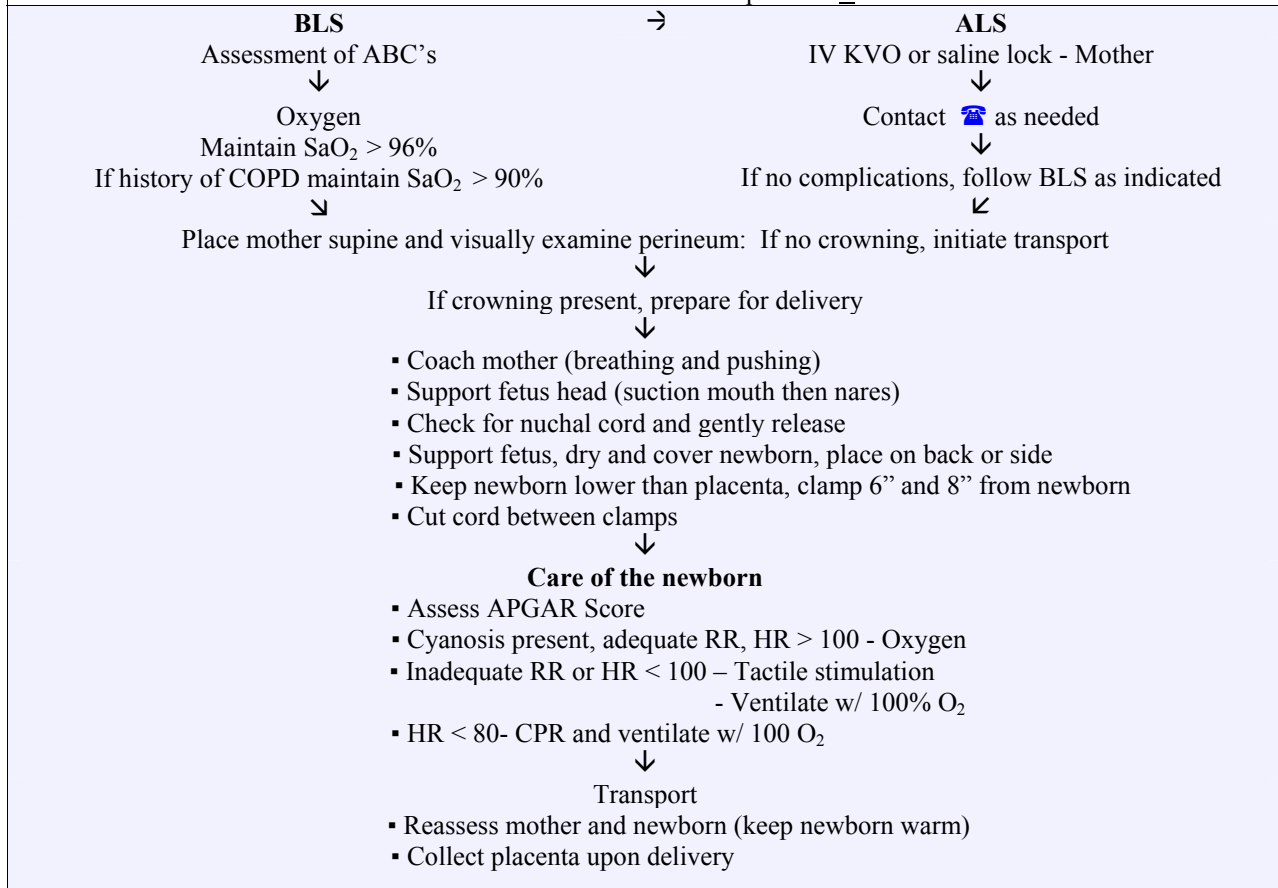 BLS → ALS
Assessment of ABC's IV KVO or saline lock - Mother
↓ ↓
Oxygen Contact ☎ as needed
Maintain SaO₂ > 96% ↓
If history of COPD maintain SaO₂ > 90% If no complications, follow BLS as indicated
↘ ↙
Place mother supine and visually examine perineum: If no crowning, initiate transport
↓
If crowning present, prepare for delivery
↓
▪ Coach mother (breathing and pushing)
▪ Support fetus head (suction mouth then nares)
▪ Check for nuchal cord and gently release
▪ Support fetus, dry and cover newborn, place on back or side
▪ Keep newborn lower than placenta, clamp 6” and 8” from newborn
▪ Cut cord between clamps
↓
Care of the newborn
▪ Assess APGAR Score
▪ Cyanosis present, adequate RR, HR > 100 - Oxygen
▪ Inadequate RR or HR < 100 – Tactile stimulation
- Ventilate w/ 100% O₂
▪ HR < 80- CPR and ventilate w/ 100 O₂
↓
Transport
▪ Reassess mother and newborn (keep newborn warm)
▪ Collect placenta upon delivery